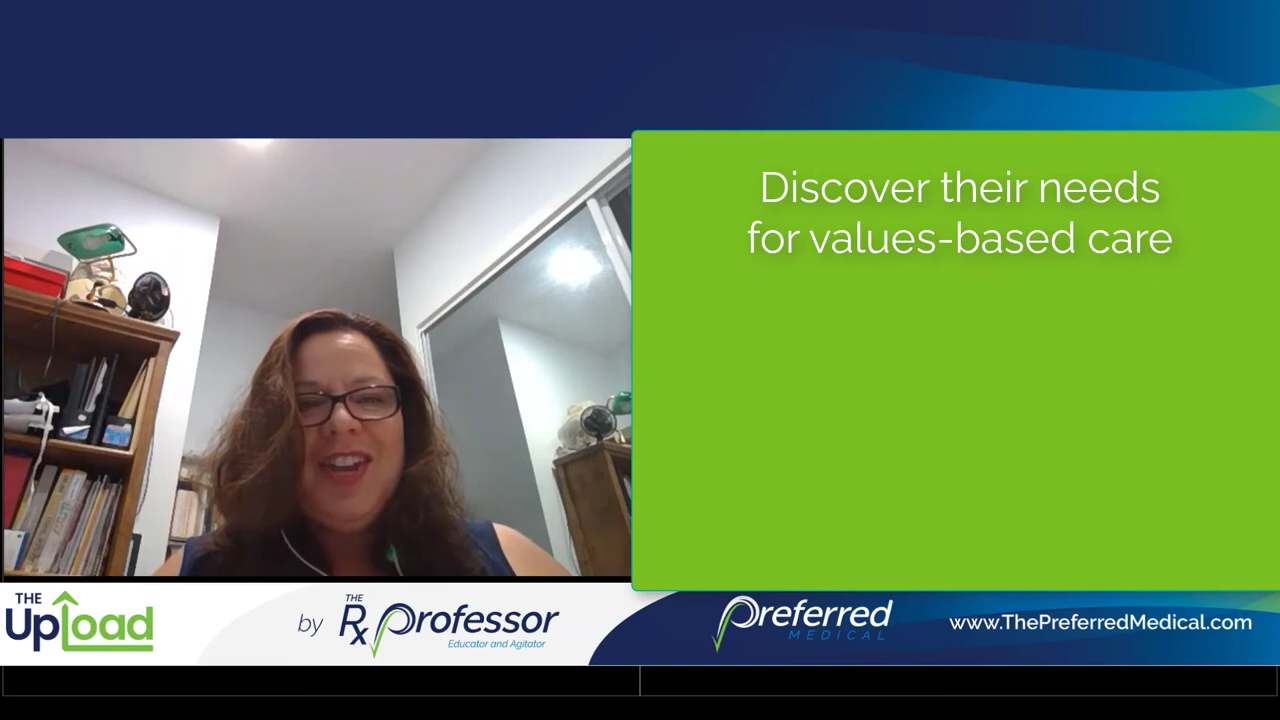 Discover their needs
for values-based care
THE
UpLoad
by
THE
Rx Professor
Educator and Agitator
Preferred
MEDICAL
www.ThePreferredMedical.com